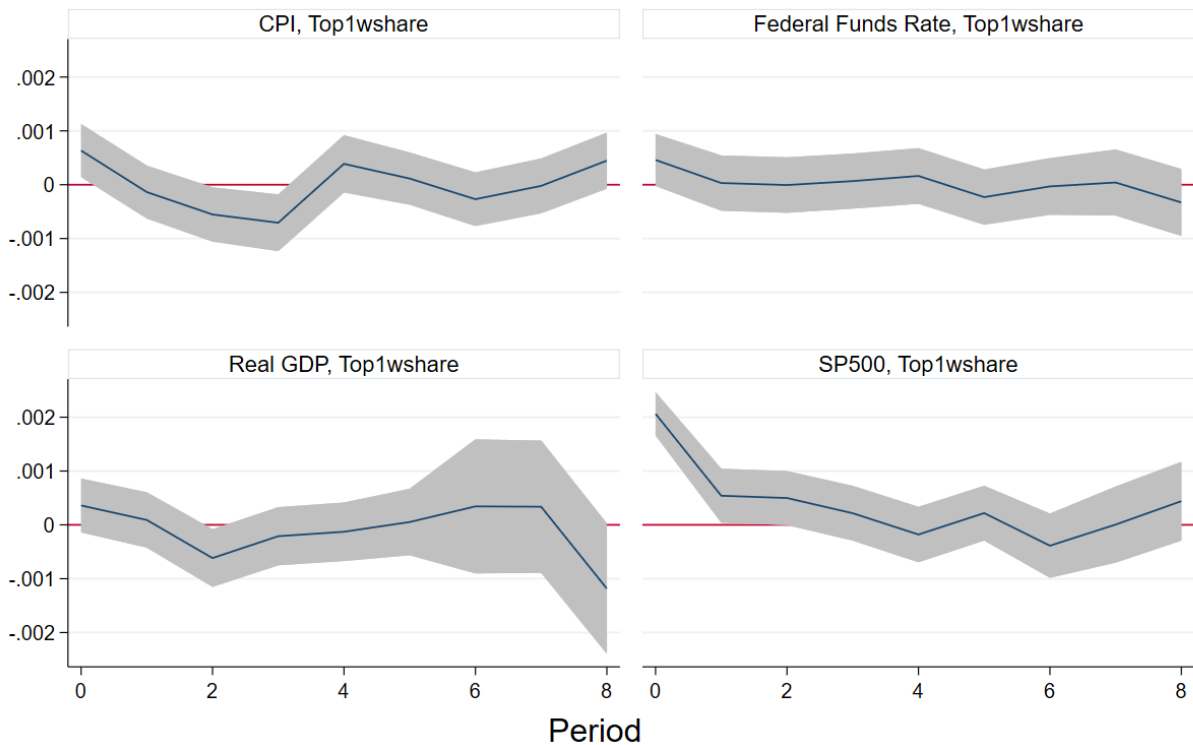 CPI, Top1wshare
Federal Funds Rate, Top1wshare
.002
.001
0
-.001
-.002
Real GDP, Top1wshare
SP500, Top1wshare
.002
.001
0
-.001
-.002
0 2 4 6 8
0 2 4 6 8
Period